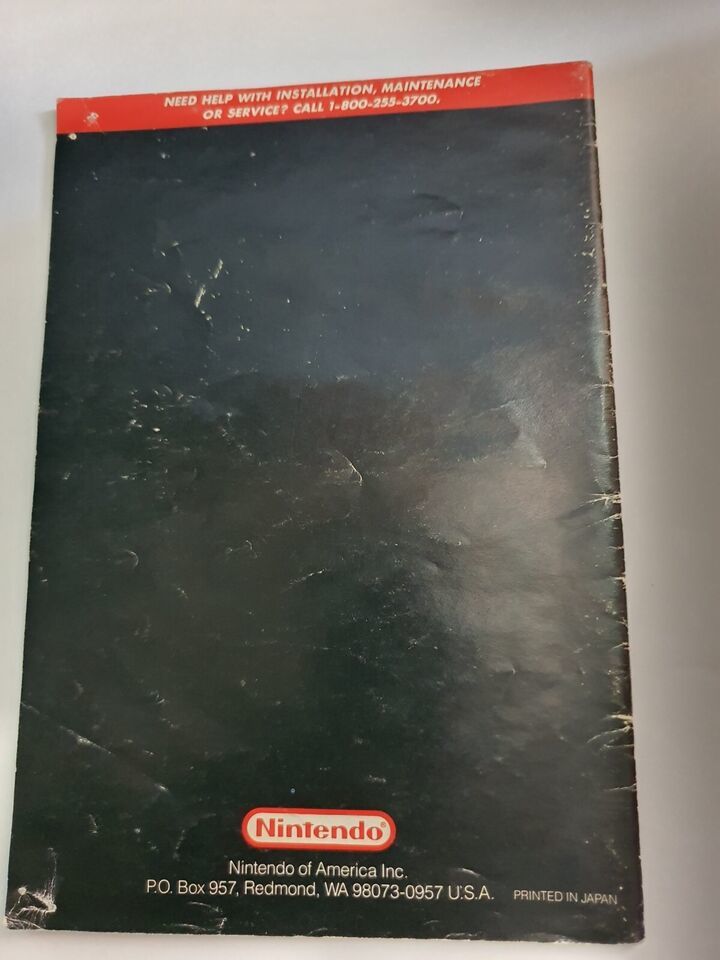 NEED HELP WITH INSTALLATION, MAINTENANCE
OR SERVICE? CALL 1-800-255-3700.
Nintendo®
Nintendo of America Inc.
P.O. Box 957, Redmond, WA 98073-0957 U.S.A.
PRINTED IN JAPAN